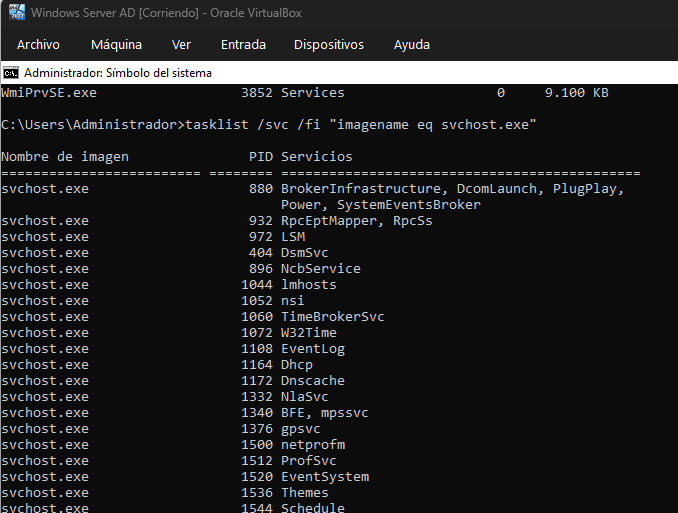 Windows Server AD [Corriendo] - Oracle VirtualBox
Archivo Máquina Ver Entrada Dispositivos Ayuda
Administrador: Símbolo del sistema
WmiPrvSE.exe 3852 Services 0 9.100 KB
C:\Users\Administrador>tasklist /svc /fi "imagename eq svchost.exe"
Nombre de imagen PID Servicios
========================= ======== ============================================
svchost.exe 880 BrokerInfrastructure, DcomLaunch, PlugPlay,
Power, SystemEventsBroker
svchost.exe 932 RpcEptMapper, RpcSs
svchost.exe 972 LSM
svchost.exe 404 DsmSvc
svchost.exe 896 NcbService
svchost.exe 1044 lmhosts
svchost.exe 1052 nsi
svchost.exe 1060 TimeBrokerSvc
svchost.exe 1072 W32Time
svchost.exe 1108 EventLog
svchost.exe 1164 Dhcp
svchost.exe 1172 Dnscache
svchost.exe 1332 NlaSvc
svchost.exe 1340 BFE, mpssvc
svchost.exe 1376 gpsvc
svchost.exe 1500 netprofm
svchost.exe 1512 ProfSvc
svchost.exe 1520 EventSystem
svchost.exe 1536 Themes
svchost.exe 1544 Schedule